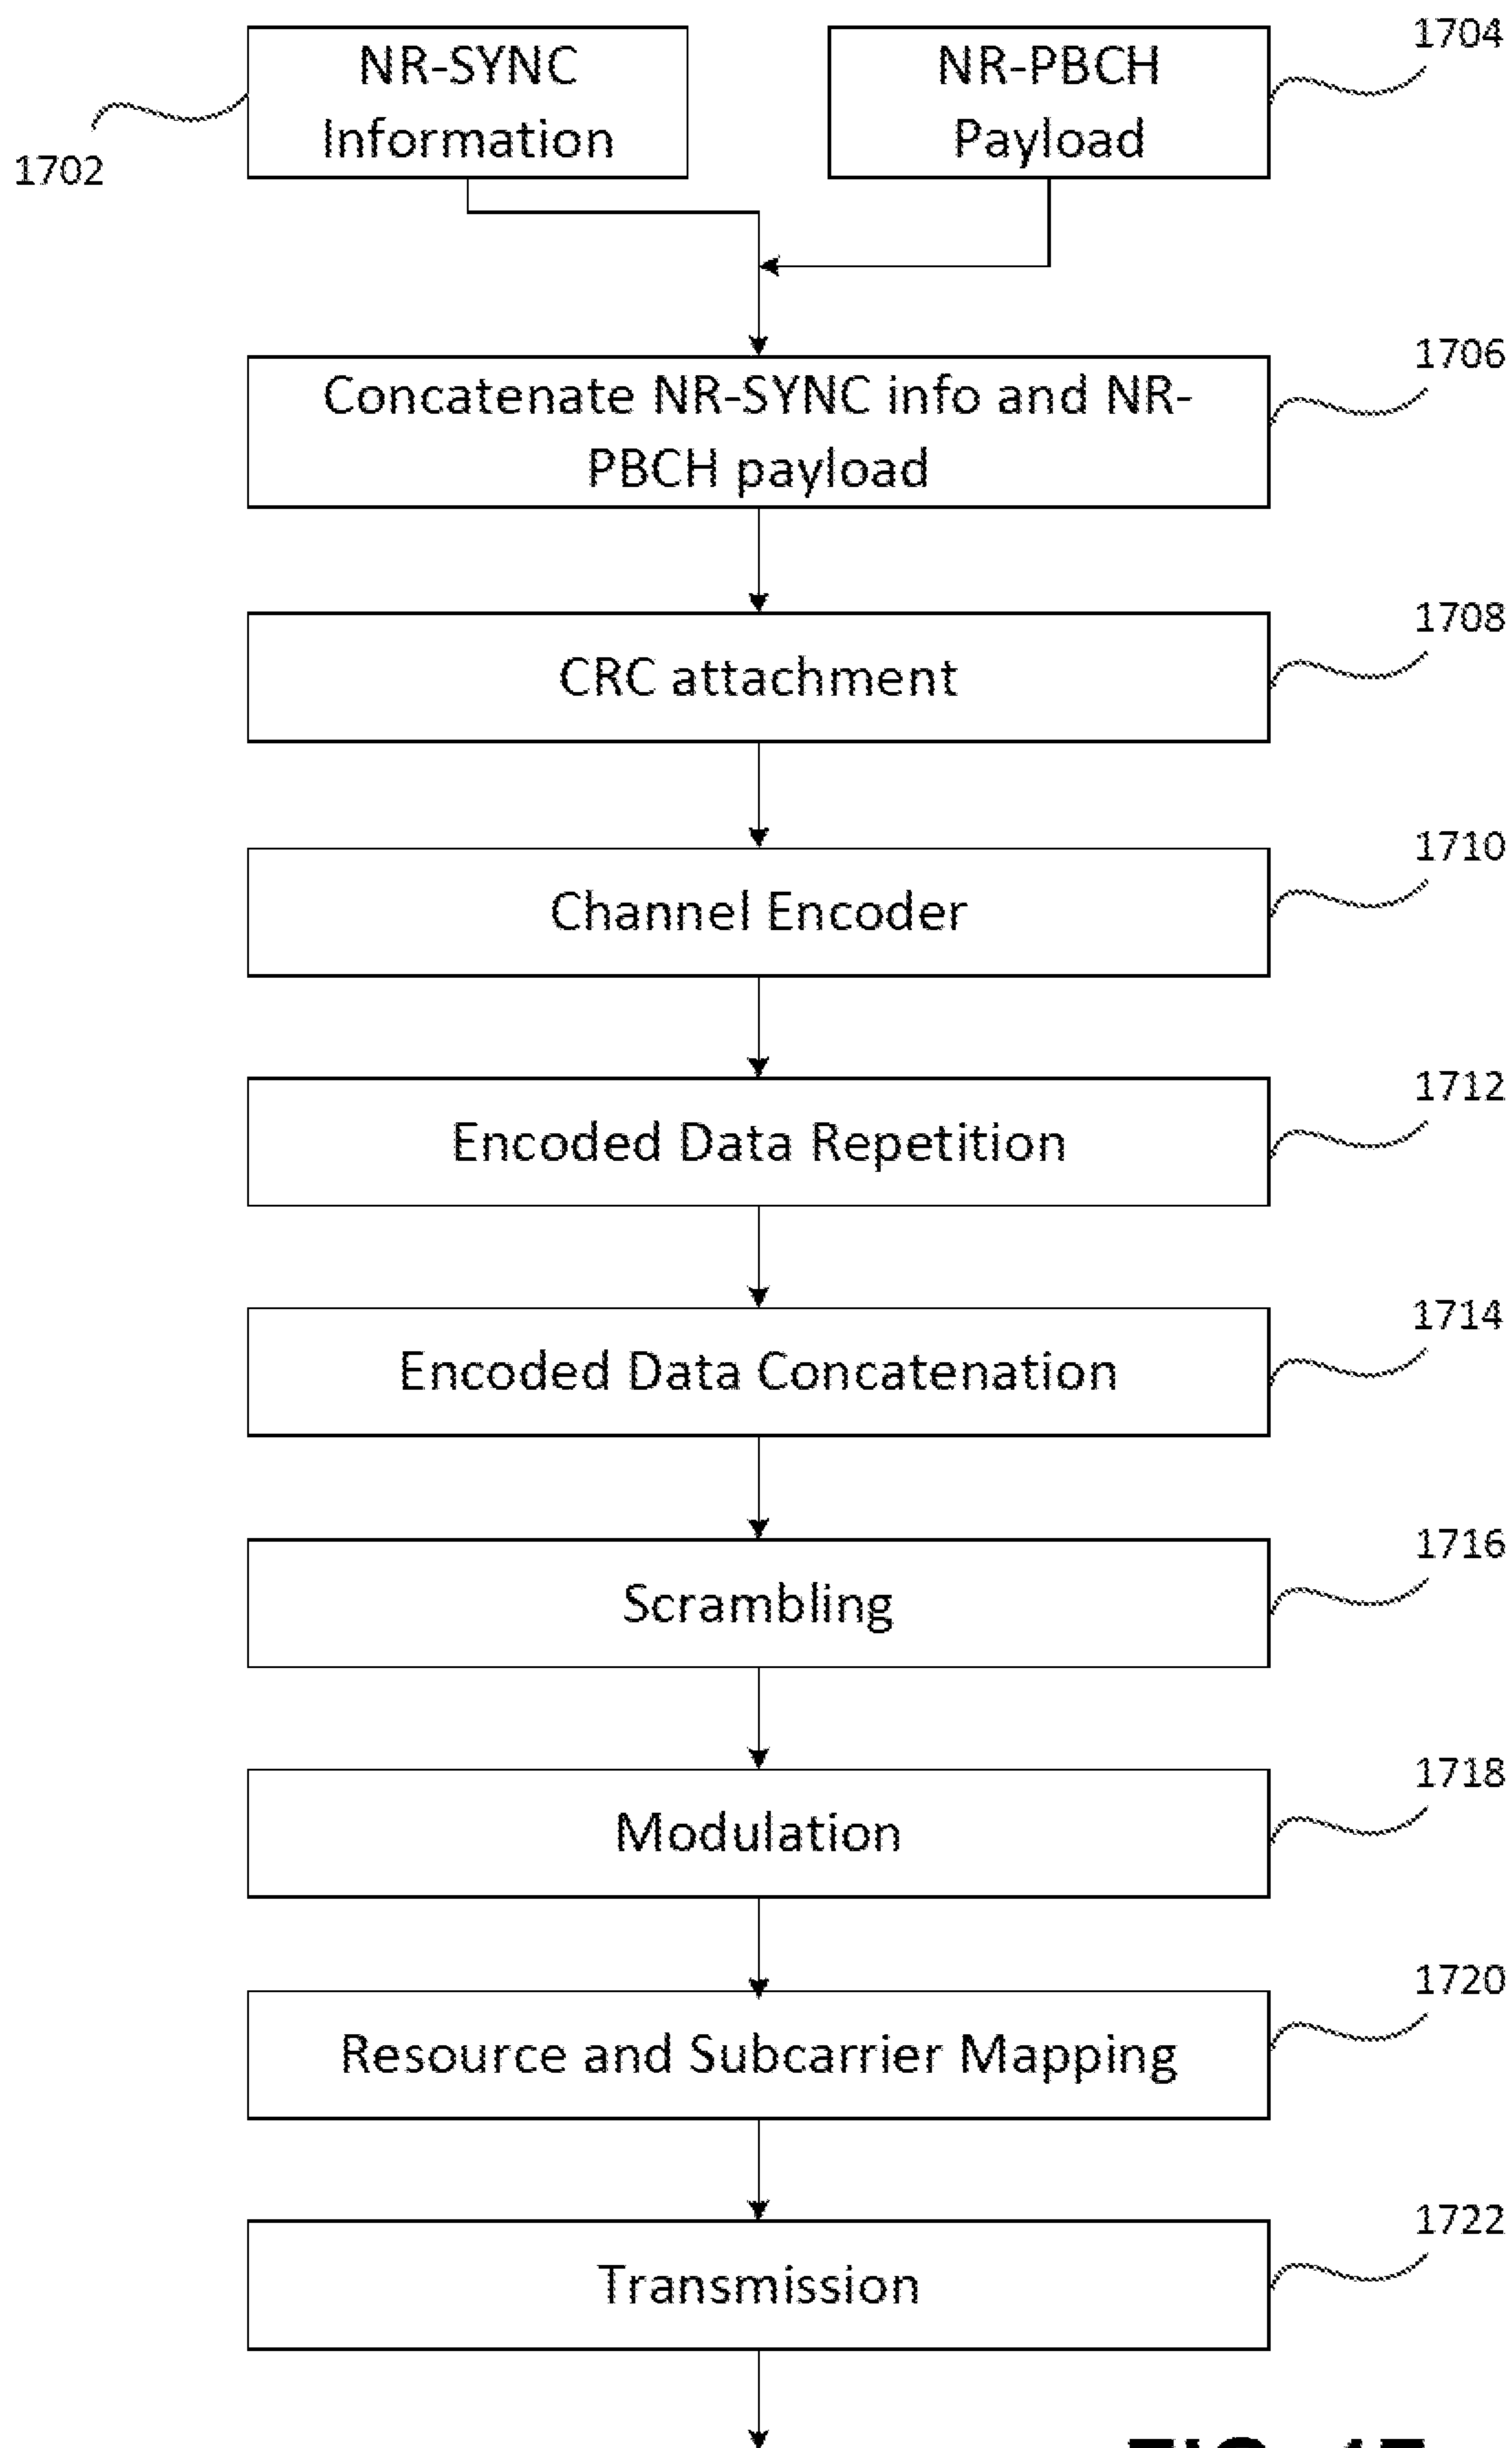 NR-SYNC
Information
1702
NR-PBCH
Payload
1704
Concatenate NR-SYNC info and NR-
PBCH payload
1706
CRC attachment
1708
Channel Encoder
1710
Encoded Data Repetition
1712
Encoded Data Concatenation
1714
Scrambling
1716
Modulation
1718
Resource and Subcarrier Mapping
1720
Transmission
1722